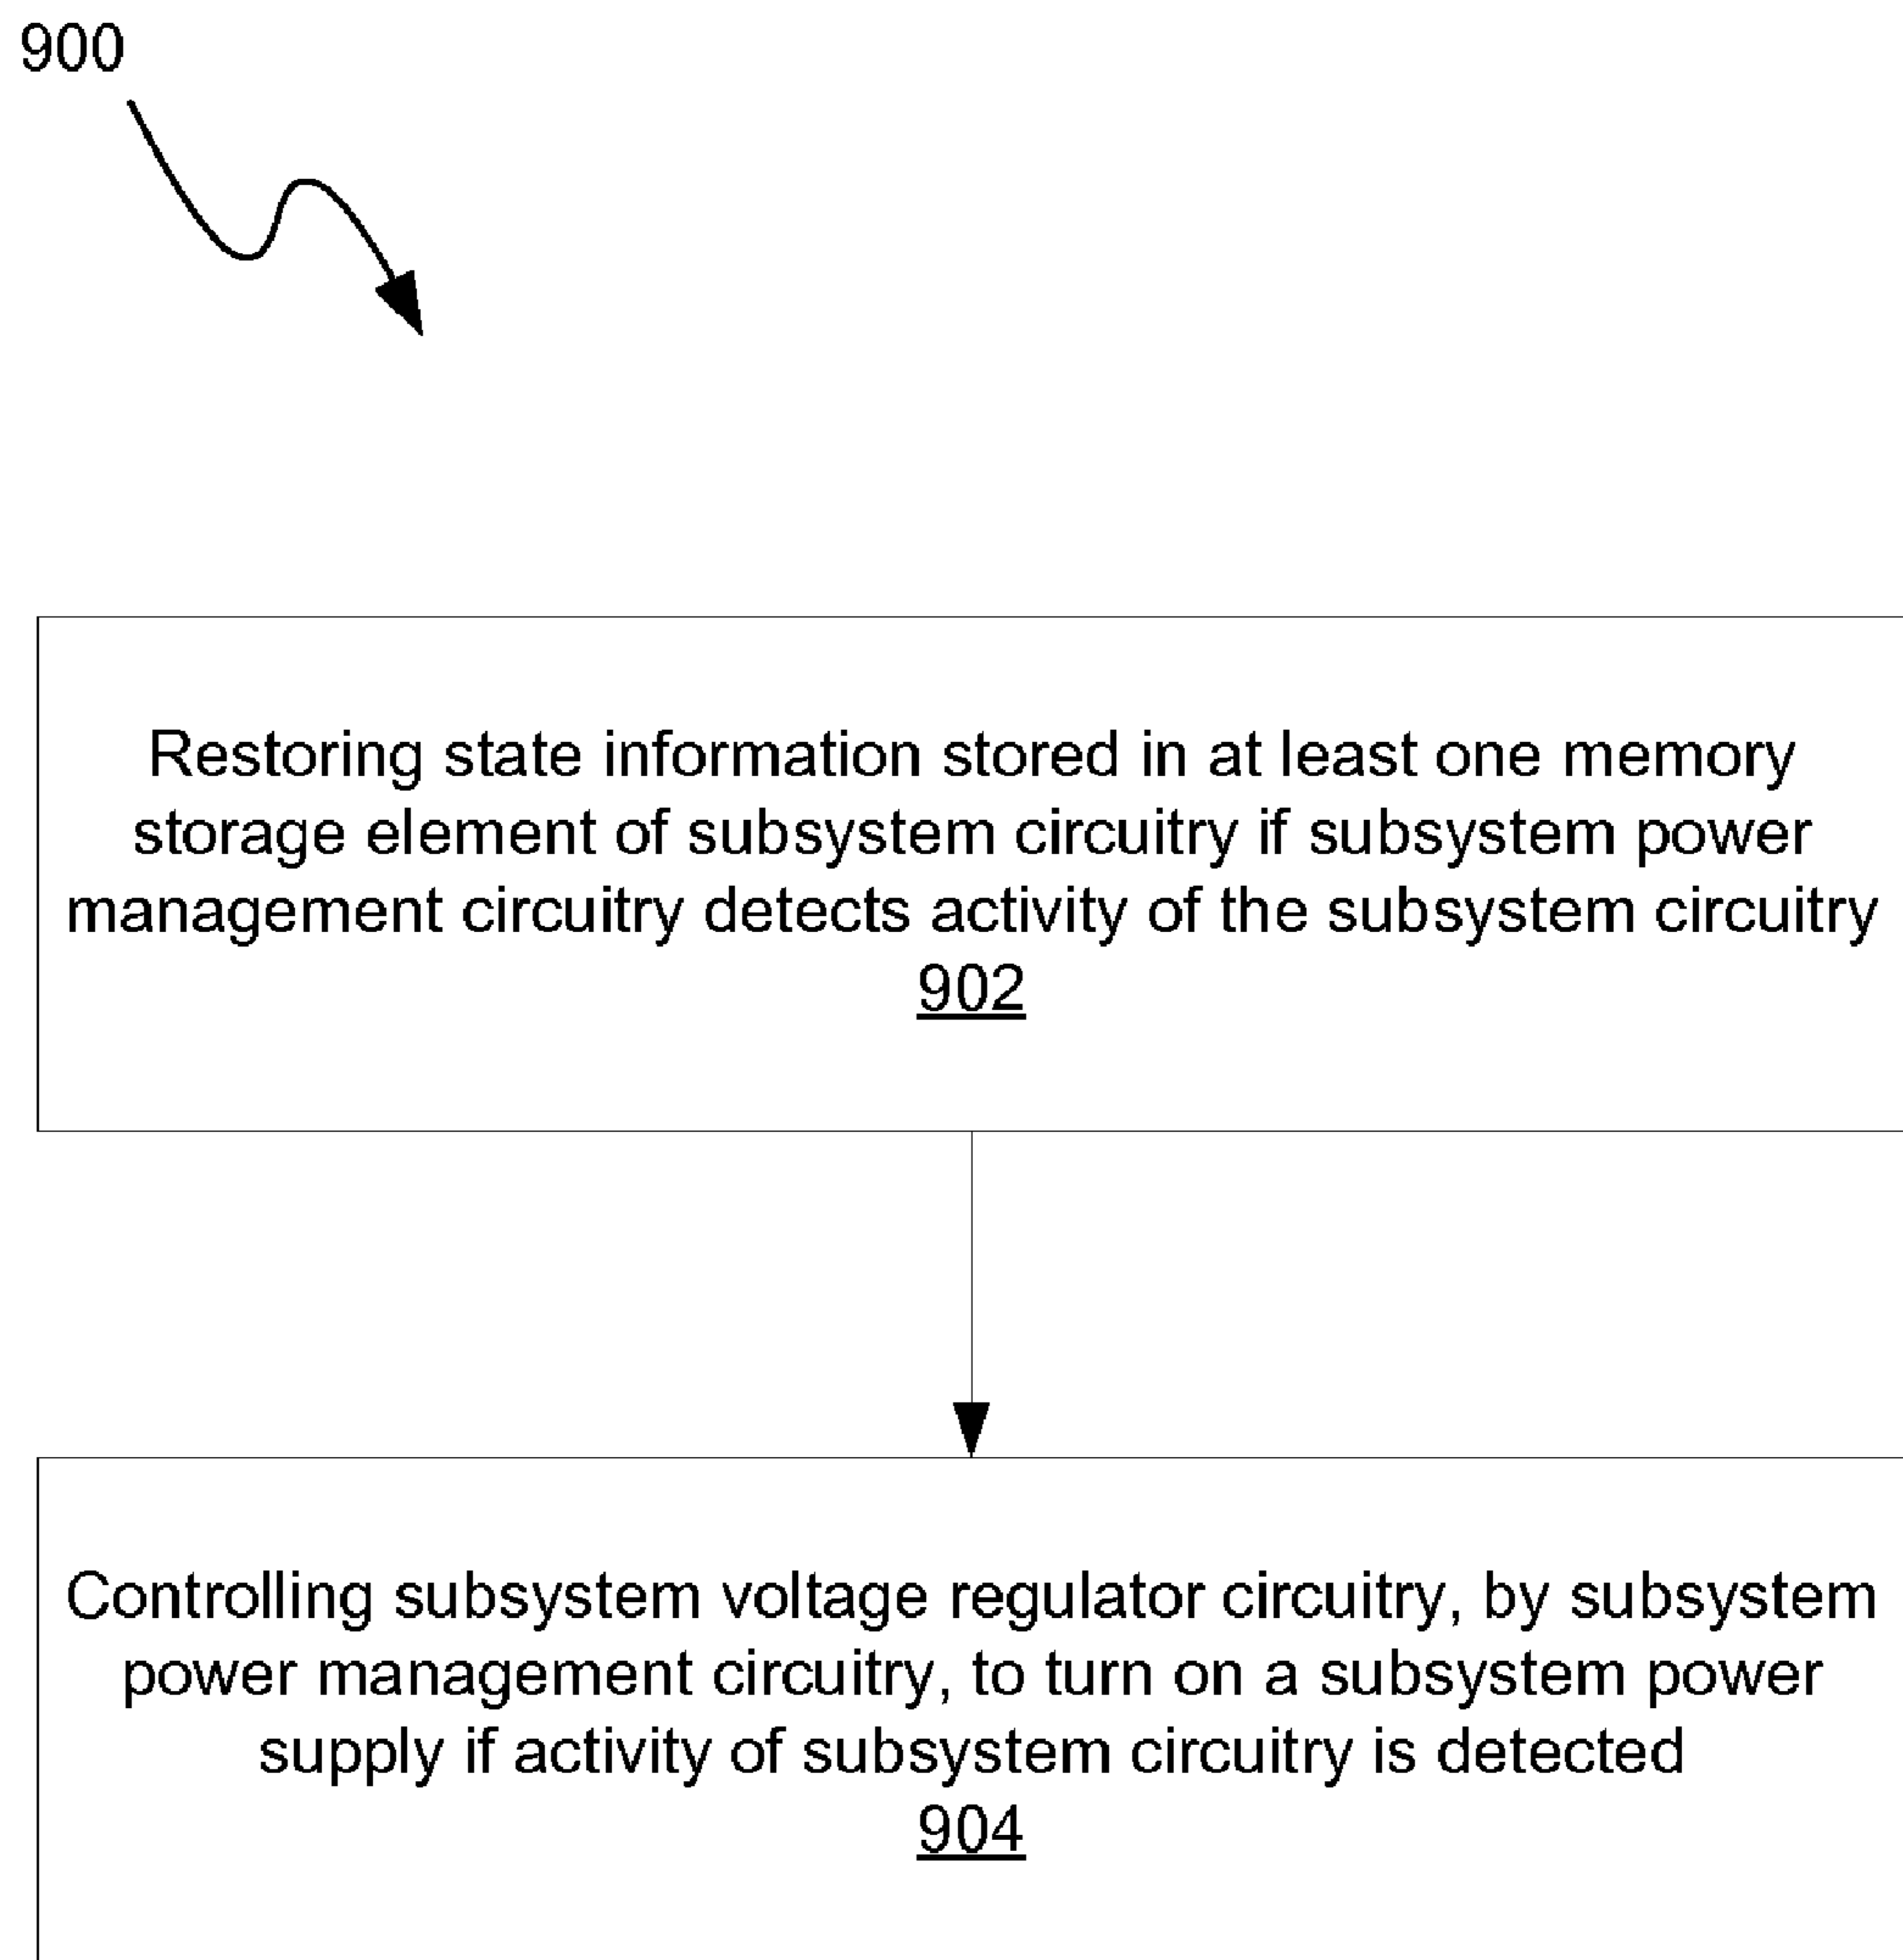 900
Restoring state information stored in at least one memory
storage element of subsystem circuitry if subsystem power
management circuitry detects activity of the subsystem circuitry
902
Controlling subsystem voltage regulator circuitry, by subsystem
power management circuitry, to turn on a subsystem power
supply if activity of subsystem circuitry is detected
904